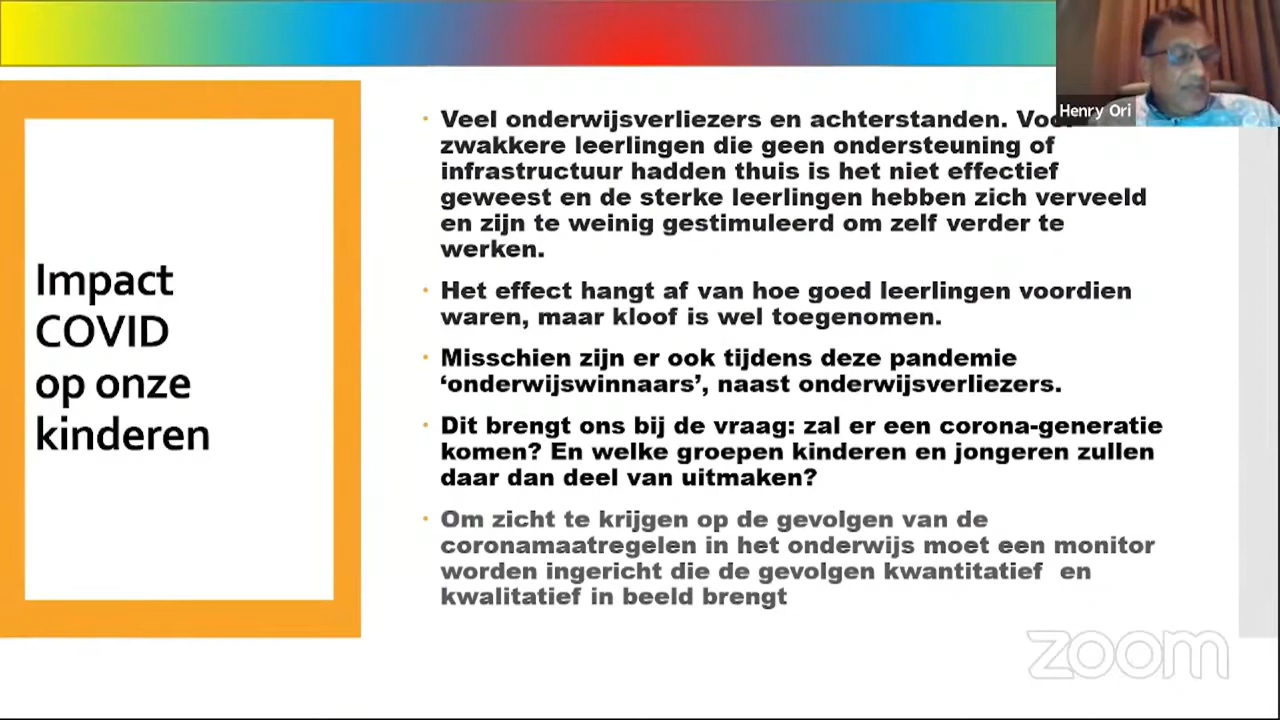 Impact
COVID
op onze
kinderen
Veel onderwijsverliezers en achterstanden.
zwakkere leerlingen die geen ondersteuning of
infrastructuur hadden thuis is het niet effectief
geweest en de sterke leerlingen hebben zich verveeld
en zijn te weinig gestimuleerd om zelf verder te
werken.
Het effect hangt af van hoe goed leerlingen voordien
waren, maar kloof is wel toegenomen.
Misschien zijn er ook tijdens deze pandemie
‘onderwijswinnaars’, naast onderwijsverliezers.
Dit brengt ons bij de vraag: zal er een corona-generatie
komen? En welke groepen kinderen en jongeren zullen
daar dan deel van uitmaken?
Om zicht te krijgen op de gevolgen van de
coronamaatregelen in het onderwijs moet een monitor
worden ingericht die de gevolgen kwantitatief en
kwalitatief in beeld brengt
Henry Ori
zoom